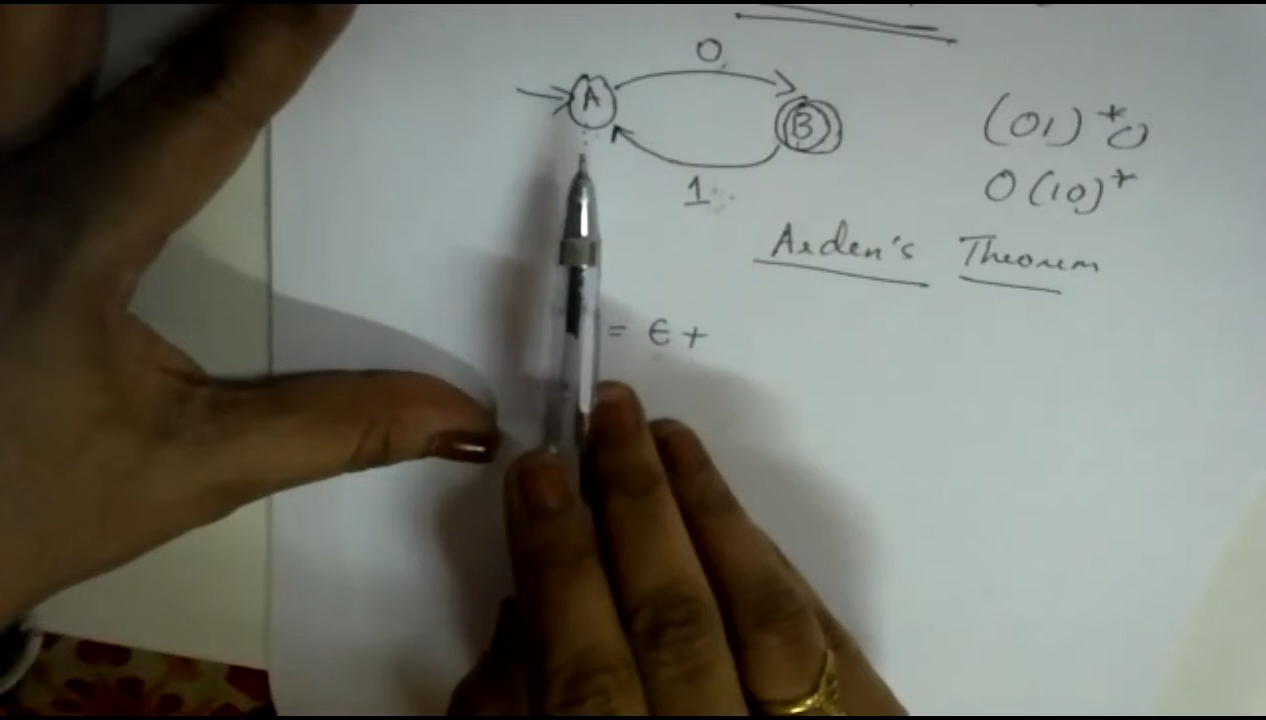 0
A
B
1
(01)*0
0(10)*
Arden's Theorem
= ϵ +